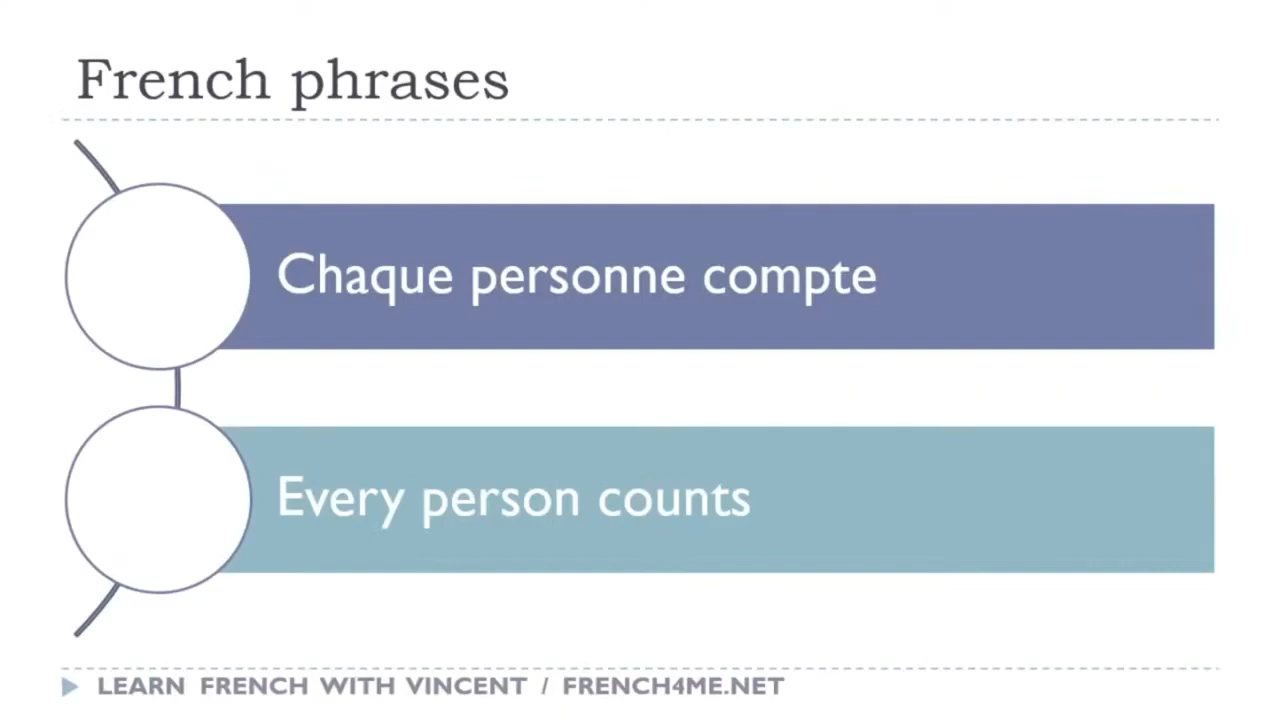 French phrases
Chaque personne compte
Every person counts
LEARN FRENCH WITH VINCENT / FRENCH4ME.NET